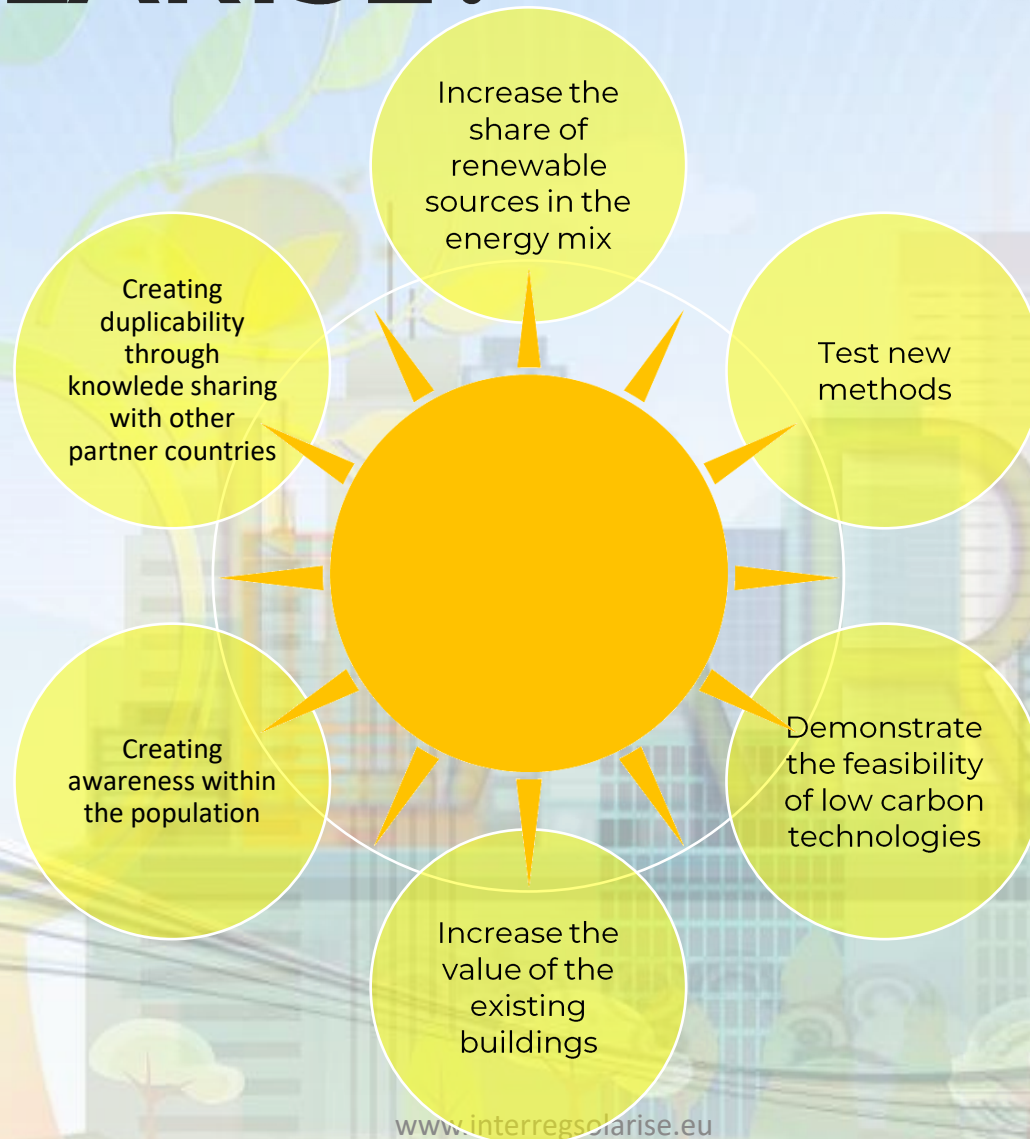 LARISE?
Increase the
share of
renewable
sources in the
energy mix
Test new
methods
Demonstrate
the feasibility
of low carbon
technologies
Increase the
value of the
existing
buildings
Creating
awareness within
the population
Creating
duplicability
through
knowlede sharing
with other
partner countries
www.interregsolarise.eu